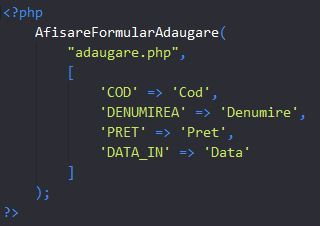 <?php
    AfisareFormularAdaugare(
        "adaugare.php",
        [
            'COD' => 'Cod',
            'DENUMIREA' => 'Denumire',
            'PRET' => 'Pret',
            'DATA_IN' => 'Data'
        ]
    );
?>